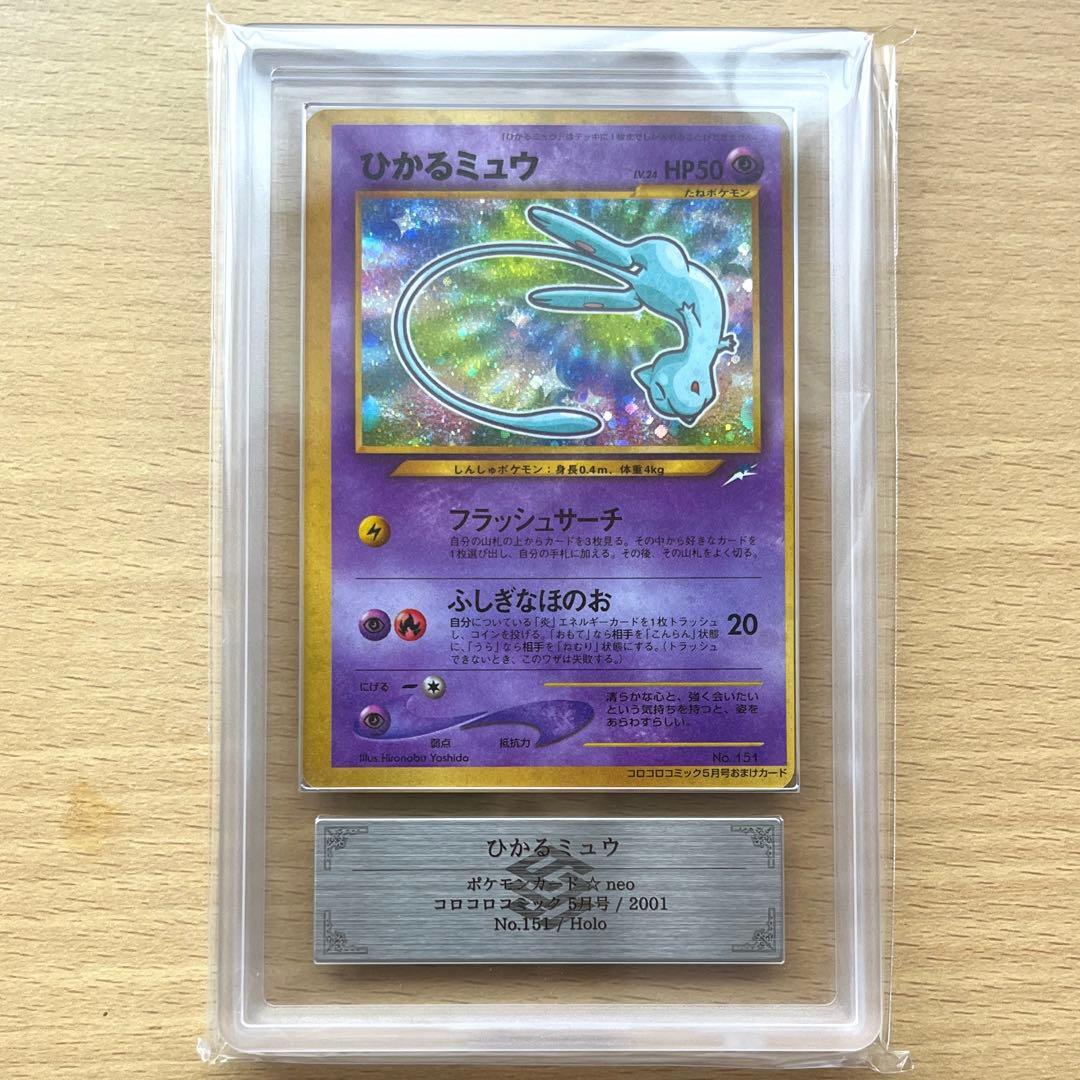 「ひかるミュウ」はデッキに1枚までしか入れることができません。
ひかるミュウ
LV.24 HP50
たねポケモン
しんしゅポケモン：身長0.4m、体重4kg
フラッシュサーチ
自分の山札の上からカードを3枚見る。その中から好きなカードを
1枚選び出し、自分の手札に加える。その後、その山札をよく切る。
ふしぎなほのお
20
自分についている「炎」エネルギーカードを1枚トラッシュ
し、コインを投げる。「おもて」なら相手を「こんらん」状態
に、「うら」なら相手を「ねむり」状態にする。（トラッシュ
できないとき、このワザは失敗する。）
にげる
清らかな心と、強く会いたい
という気持ちを持つと、姿を
あらわすらしい。
弱点
抵抗力
Illus. Hironobu Yoshida
No. 151
コロコロコミック5月号おまけカード
ひかるミュウ
ポケモンカード☆neo
コロコロコミック 5月号 / 2001
No.151 / Holo